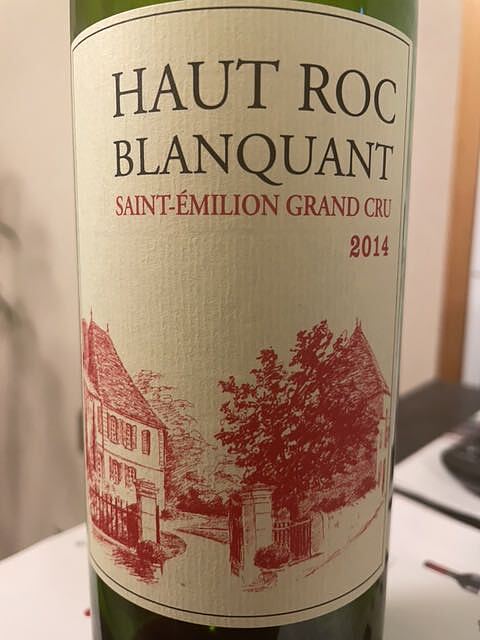 HAUT ROC
BLANQUANT
SAINT-ÉMILION GRAND CRU
2014